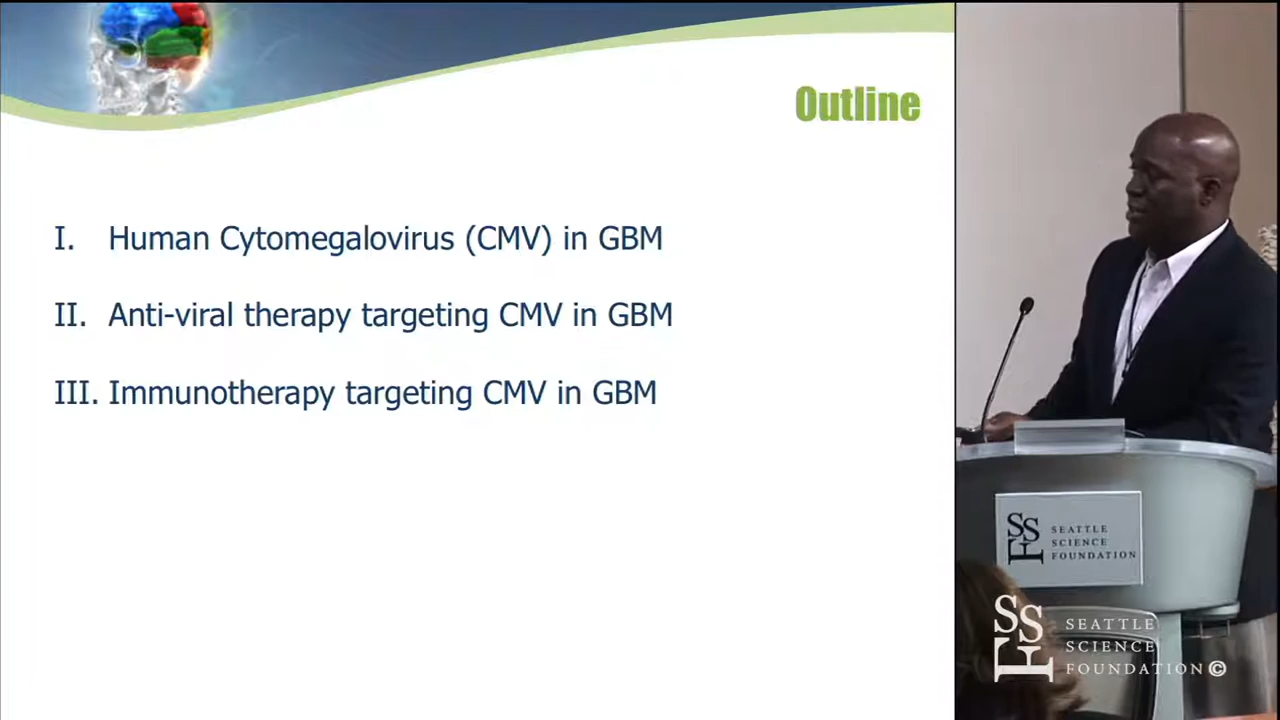 Outline
I. Human Cytomegalovirus (CMV) in GBM
II. Anti-viral therapy targeting CMV in GBM
III. Immunotherapy targeting CMV in GBM
SSF
SEATTLE
SCIENCE
FOUNDATION
SSF
SEATTLE
SCIENCE
FOUNDATION©